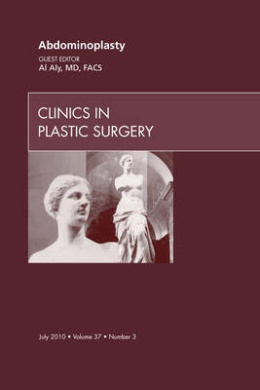 Abdominoplasty
GUEST EDITOR
Al Aly, MD, FACS
CLINICS IN
PLASTIC SURGERY
July 2010 • Volume 37 • Number 3